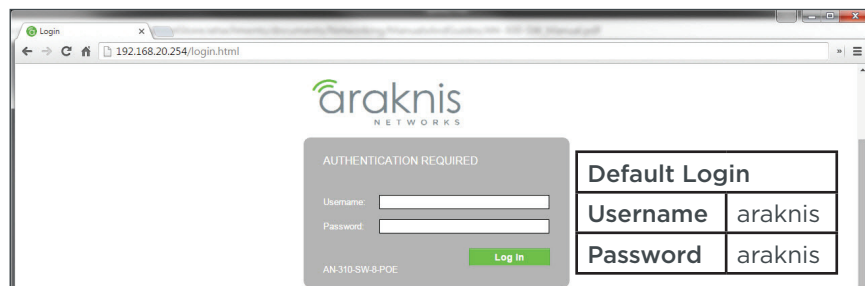 Login
192.168.20.254/login.html
araknis
NETWORKS
AUTHENTICATION REQUIRED
Username:
Password:
Log In
AN-310-SW-8-POE
Default Login
Username araknis
Password araknis